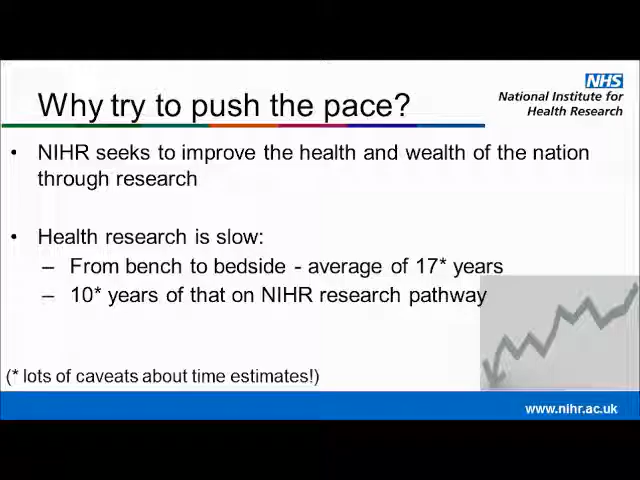 Why try to push the pace?
NHS
National Institute for
Health Research
• NIHR seeks to improve the health and wealth of the nation
through research
• Health research is slow:
– From bench to bedside - average of 17* years
– 10* years of that on NIHR research pathway
(* lots of caveats about time estimates!)
www.nihr.ac.uk